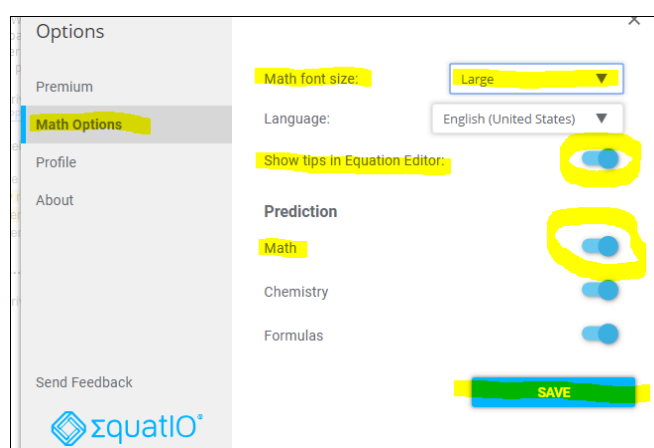 Options
Premium
Math Options
Profile
About
Send Feedback
ΣquatIO®
Math font size: Large
Language: English (United States)
Show tips in Equation Editor:
Prediction
Math
Chemistry
Formulas
SAVE